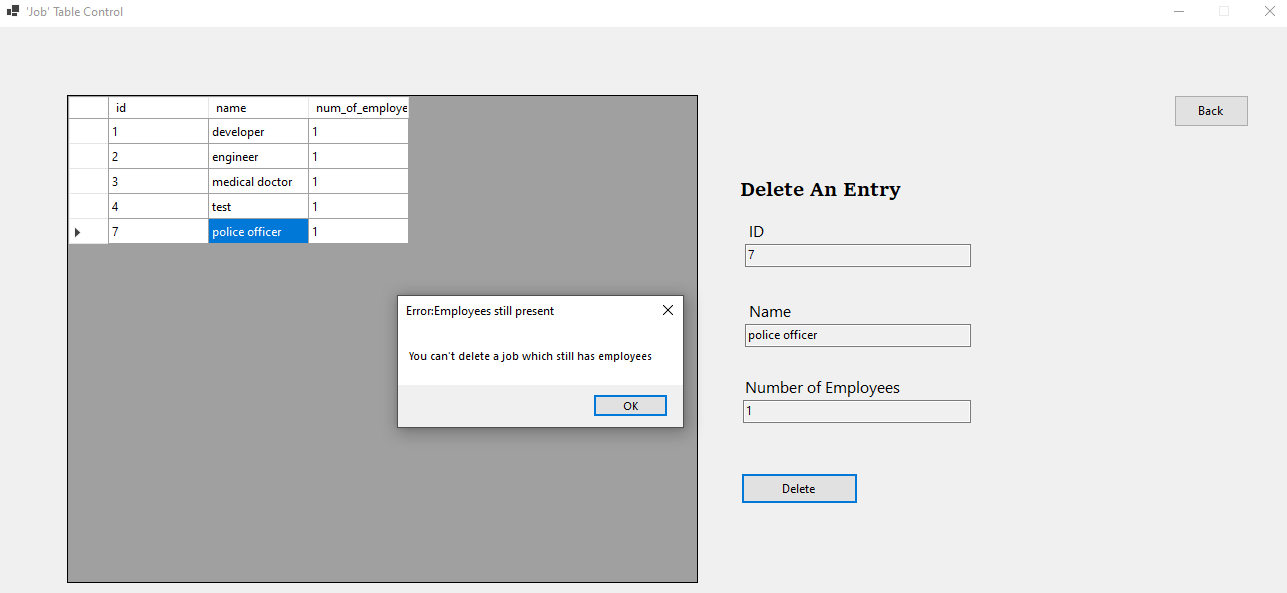 'Job' Table Control
Back
id name num_of_employe
1 developer 1
2 engineer 1
3 medical doctor 1
4 test 1
7 police officer 1
Error:Employees still present
You can't delete a job which still has employees
OK
Delete An Entry
ID
7
Name
police officer
Number of Employees
1
Delete